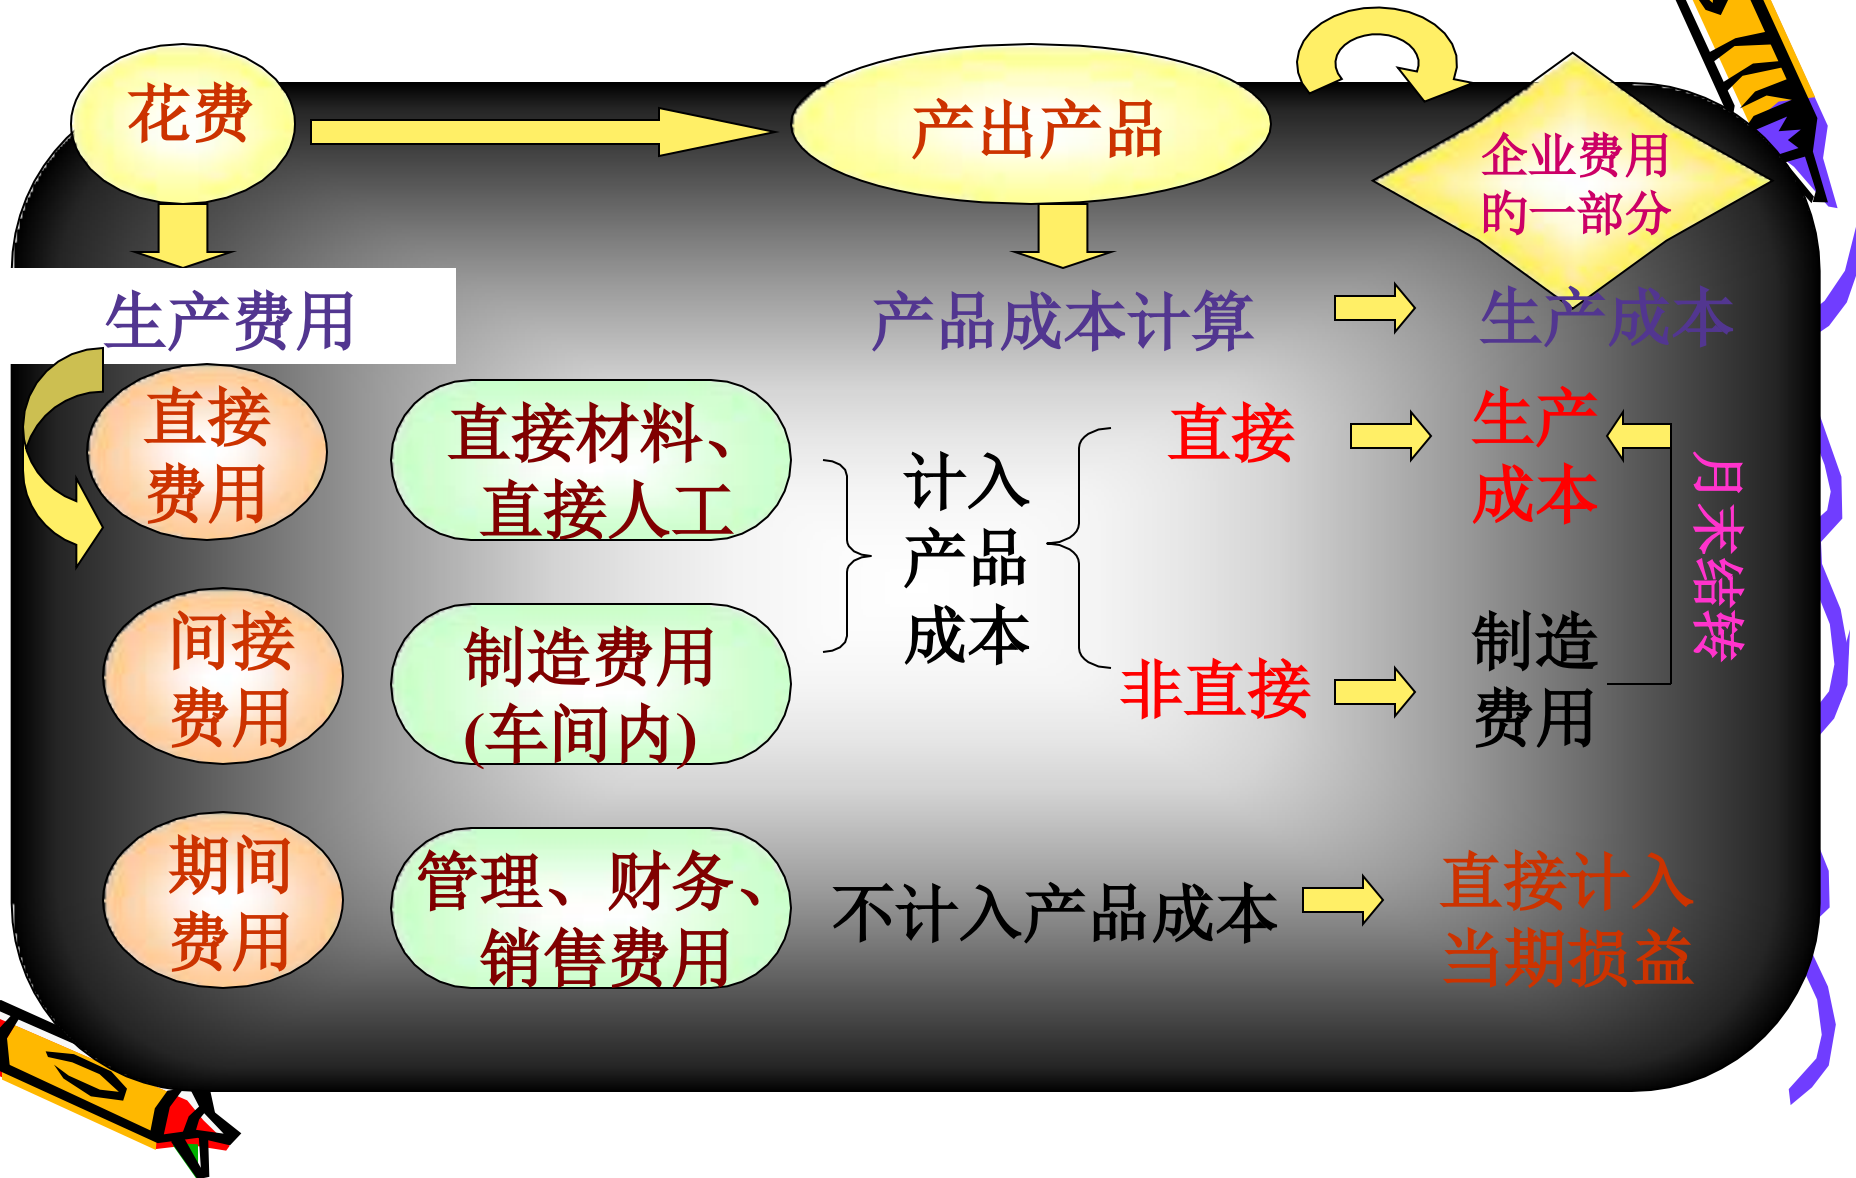 花费
产出产品
企业费用
的一部分
生产费用
产品成本计算
生产成本
直接
费用
直接材料、
直接人工
计入
产品
成本
直接
生产
成本
月末结转
间接
费用
制造费用
(车间内)
非直接
制造
费用
期间
费用
管理、财务、
销售费用
不计入产品成本
直接计入
当期损益